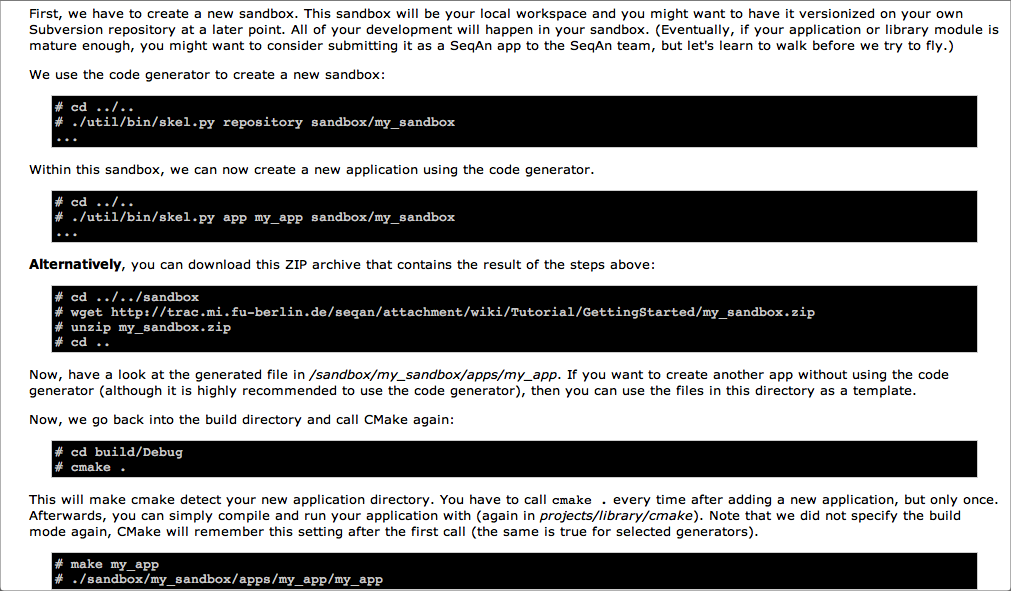 First, we have to create a new sandbox. This sandbox will be your local workspace and you might want to have it versionized on your own
Subversion repository at a later point. All of your development will happen in your sandbox. (Eventually, if your application or library module is
mature enough, you might want to consider submitting it as a SeqAn app to the SeqAn team, but let's learn to walk before we try to fly.)
We use the code generator to create a new sandbox:
# cd ../..
# ./util/bin/skel.py repository sandbox/my_sandbox
...
Within this sandbox, we can now create a new application using the code generator.
# cd ../..
# ./util/bin/skel.py app my_app sandbox/my_sandbox
...
Alternatively, you can download this ZIP archive that contains the result of the steps above:
# cd ../../sandbox
# wget http://trac.mi.fu-berlin.de/seqan/attachment/wiki/Tutorial/GettingStarted/my_sandbox.zip
# unzip my_sandbox.zip
# cd ..
Now, have a look at the generated file in /sandbox/my_sandbox/apps/my_app. If you want to create another app without using the code
generator (although it is highly recommended to use the code generator), then you can use the files in this directory as a template.
Now, we go back into the build directory and call CMake again:
# cd build/Debug
# cmake .
This will make cmake detect your new application directory. You have to call cmake . every time after adding a new application, but only once.
Afterwards, you can simply compile and run your application with (again in projects/library/cmake). Note that we did not specify the build
mode again, CMake will remember this setting after the first call (the same is true for selected generators).
# make my_app
# ./sandbox/my_sandbox/apps/my_app/my_app